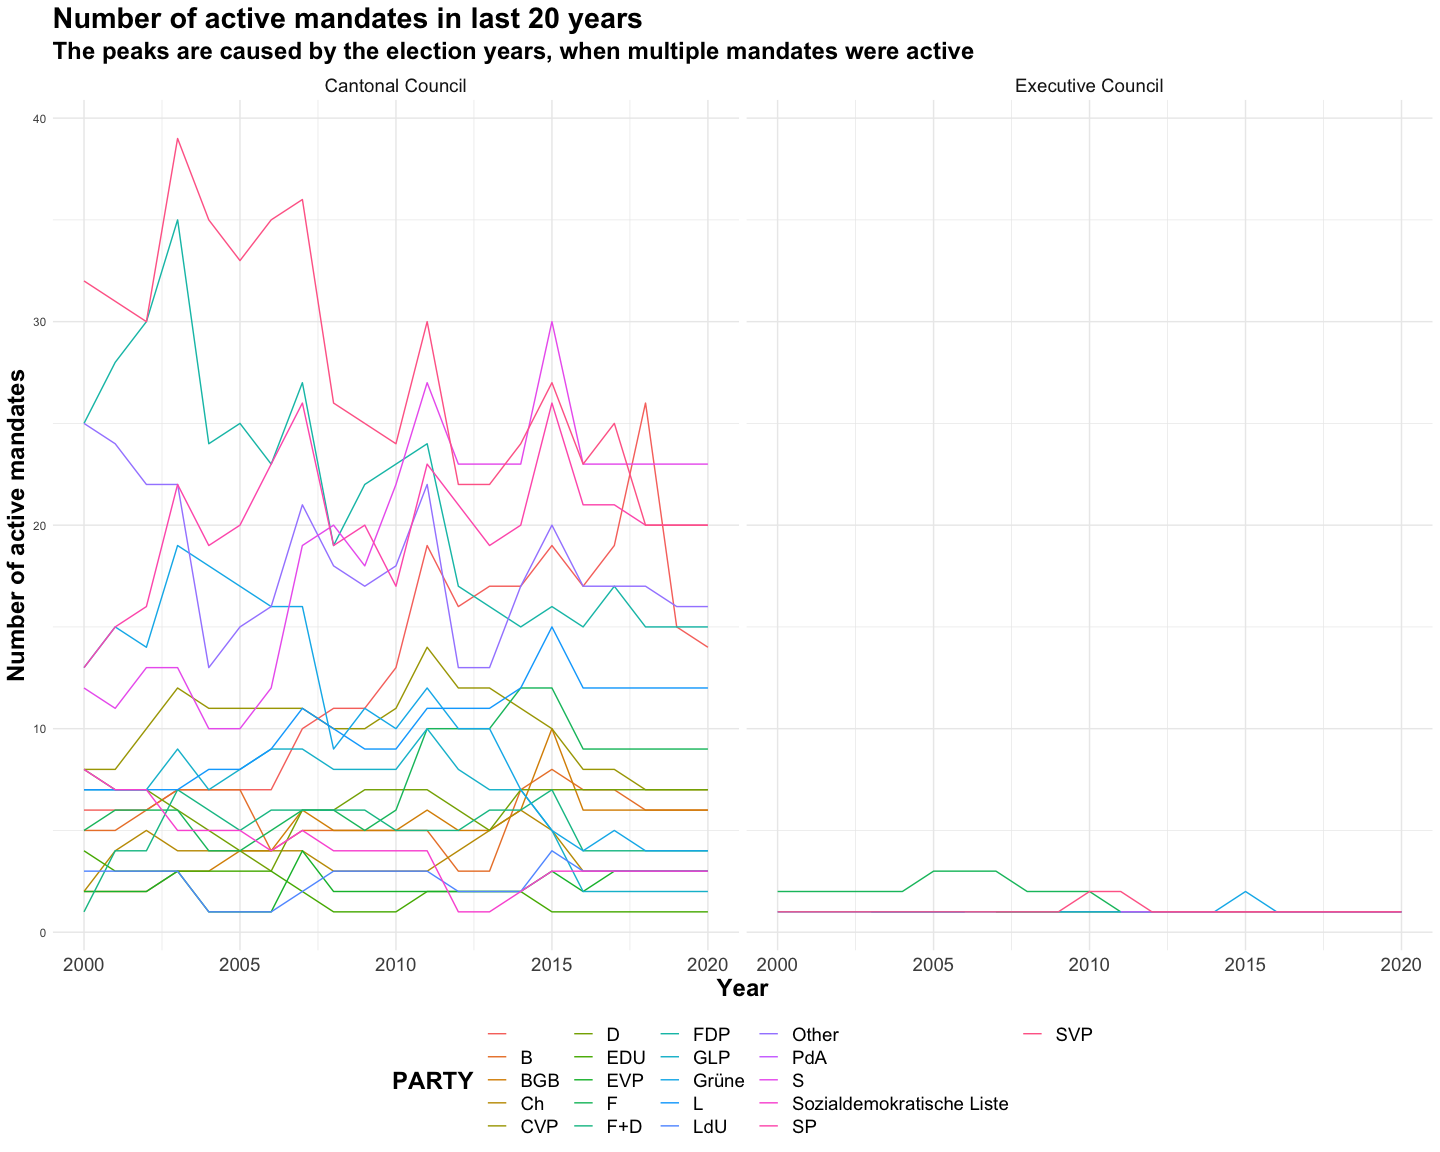 Number of active mandates in last 20 years
The peaks are caused by the election years, when multiple mandates were active
Cantonal Council
Executive Council
Number of active mandates
40
30
20
10
0
2000 2005 2010 2015 2020
2000 2005 2010 2015 2020
Year
PARTY
B
BGB
Ch
CVP
D
EDU
EVP
F
F+D
FDP
GLP
Grüne
L
LdU
Other
PdA
S
Sozialdemokratische Liste
SP
SVP